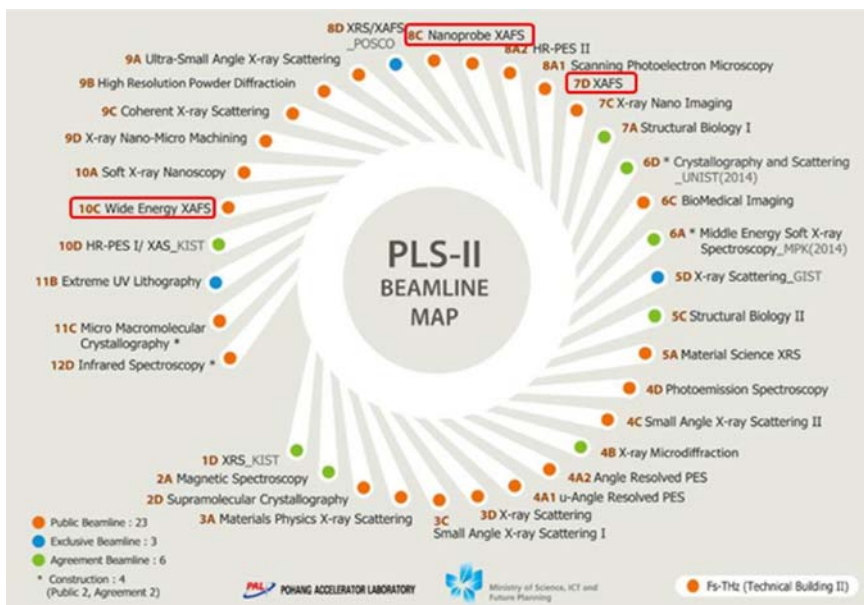 8D XRS/XAFS
_POSCO
8C Nanoprobe XAFS
8A2 HR-PES II
8A1 Scanning Photoelectron Microscopy
7D XAFS
7C X-ray Nano Imaging
7A Structural Biology I
6D * Crystallography and Scattering
_UNIST(2014)
6C BioMedical Imaging
6A * Middle Energy Soft X-ray
Spectroscopy_MPK(2014)
5D X-ray Scattering_GIST
5C Structural Biology II
5A Material Science XRS
4D Photoemission Spectroscopy
4C Small Angle X-ray Scattering II
4B X-ray Microdiffraction
4A2 Angle Resolved PES
4A1 u-Angle Resolved PES
3D X-ray Scattering
3C
Small Angle X-ray Scattering I
3A Materials Physics X-ray Scattering
2D Supramolecular Crystallography
2A Magnetic Spectroscopy
1D XRS_KIST
9A Ultra-Small Angle X-ray Scattering
9B High Resolution Powder Diffractioin
9C Coherent X-ray Scattering
9D X-ray Nano-Micro Machining
10A Soft X-ray Nanoscopy
10C Wide Energy XAFS
10D HR-PES I/ XAS_KIST
11B Extreme UV Lithography
11C Micro Macromolecular
Crystallography *
12D Infrared Spectroscopy *
PLS-II
BEAMLINE
MAP
Public Beamline : 23
Exclusive Beamline : 3
Agreement Beamline : 6
* Construction : 4
(Public 2, Agreement 2)
PAL POHANG ACCELERATOR LABORATORY
Ministry of Science, ICT and
Future Planning
Fs-THz (Technical Building II)